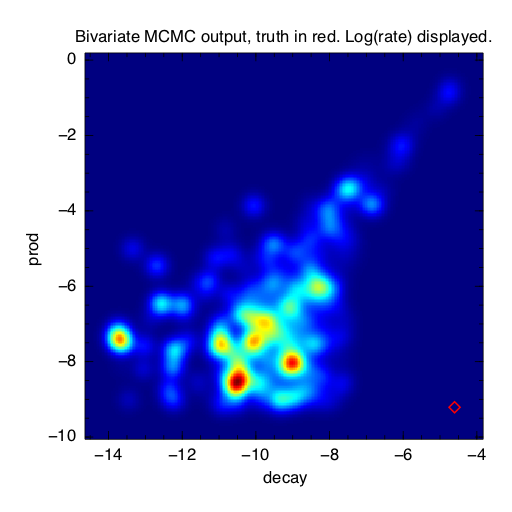 Bivariate MCMC output, truth in red. Log(rate) displayed.
0
−2
−4
−6
−8
−10
prod
−14 −12 −10 −8 −6 −4
decay